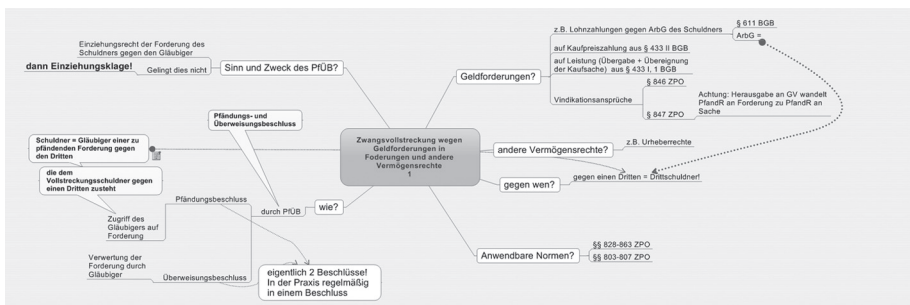 Einziehungsrecht der Forderung des
Schuldners gegen den Gläubiger
dann Einziehungsklage!
Gelingt dies nicht
Sinn und Zweck des PfÜB?
Pfändungs- und
Überweisungsbeschluss
Schuldner = Gläubiger einer zu
pfändenden Forderung gegen
den Dritten
die dem
Vollstreckungsschuldner gegen
einen Dritten zusteht
Zugriff des
Gläubigers auf
Forderung
Pfändungsbeschluss
durch PfÜB
wie?
Verwertung der
Forderung durch
Gläubiger
Überweisungsbeschluss
eigentlich 2 Beschlüsse!
In der Praxis regelmäßig
in einem Beschluss
Zwangsvollstreckung wegen
Geldforderungen in
Foderungen und andere
Vermögensrechte
1
Geldforderungen?
z.B. Lohnzahlungen gegen ArbG des Schuldners
§ 611 BGB
ArbG =
auf Kaufpreiszahlung aus § 433 II BGB
auf Leistung (Übergabe + Übereignung
der Kaufsache) aus § 433 I, 1 BGB
Vindikationsansprüche
§ 846 ZPO
§ 847 ZPO
Achtung: Herausgabe an GV wandelt
PfandR an Forderung zu PfandR an
Sache
andere Vermögensrechte?
z.B. Urheberrechte
gegen wen?
gegen einen Dritten = Drittschuldner!
Anwendbare Normen?
§§ 828-863 ZPO
§§ 803-807 ZPO